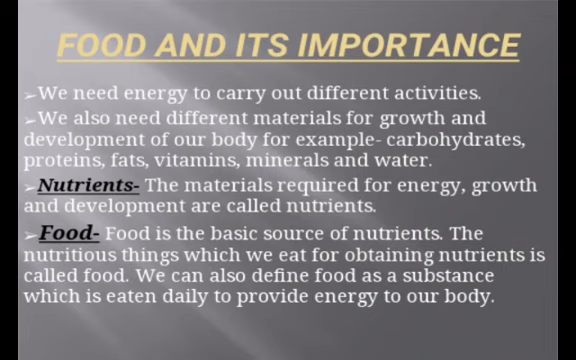 FOOD AND ITS IMPORTANCE
➢We need energy to carry out different activities.
➢We also need different materials for growth and
development of our body for example- carbohydrates,
proteins, fats, vitamins, minerals and water.
➢Nutrients- The materials required for energy, growth
and development are called nutrients.
➢Food- Food is the basic source of nutrients. The
nutritious things which we eat for obtaining nutrients is
called food. We can also define food as a substance
which is eaten daily to provide energy to our body.